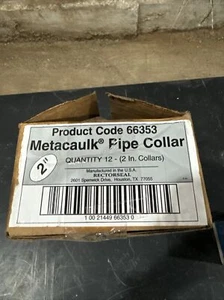 Product Code 66353
Metacaulk® Pipe Collar
QUANTITY 12 - (2 In. Collars)
2"
Manufactured in the U.S.A.
RECTORSEAL
2601 Spenwick Drive, Houston, TX 77055
1 00 21449 66353 0